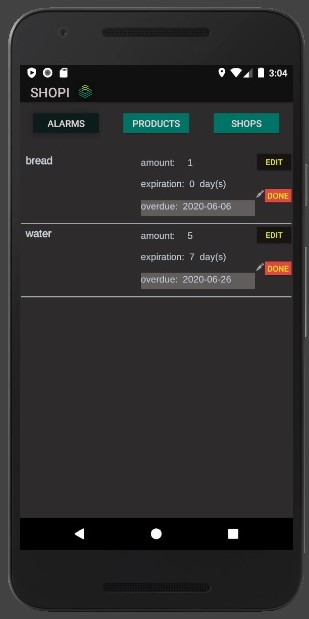 3:04
SHOPI
ALARMS PRODUCTS SHOPS
bread amount: 1 EDIT
expiration: 0 day(s)
DONE
overdue: 2020-06-06
water amount: 5 EDIT
expiration: 7 day(s)
DONE
overdue: 2020-06-26